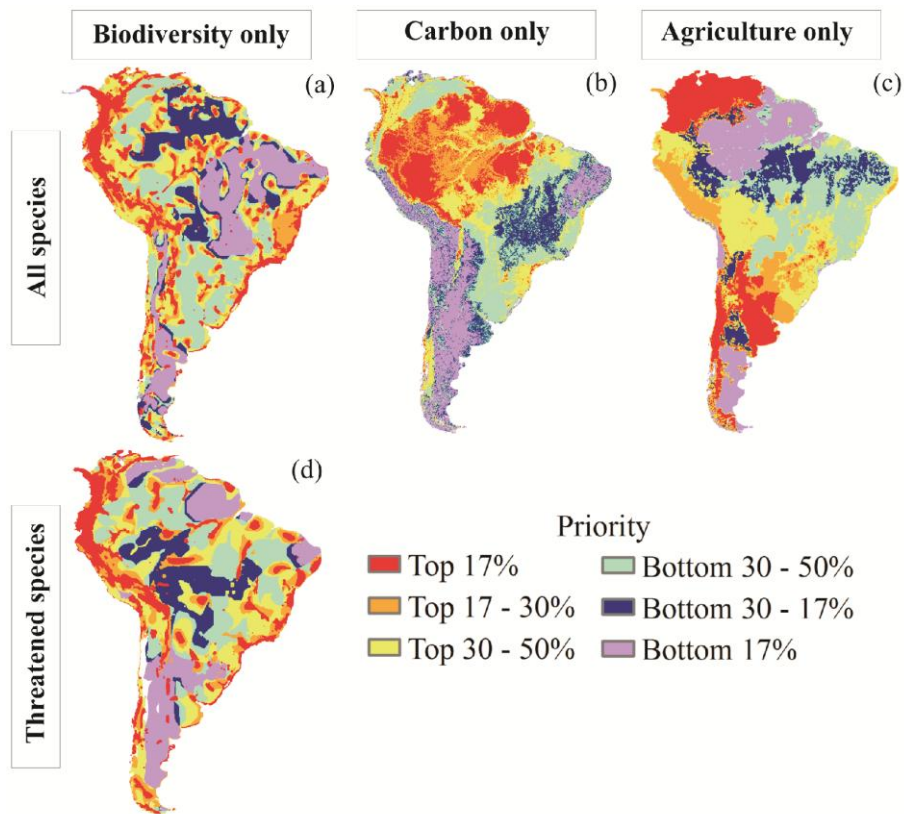 Biodiversity only
Carbon only
Agriculture only
All species
(a)
(b)
(c)
Threatened species
(d)
Priority
Top 17%
Top 17 - 30%
Top 30 - 50%
Bottom 30 - 50%
Bottom 30 - 17%
Bottom 17%